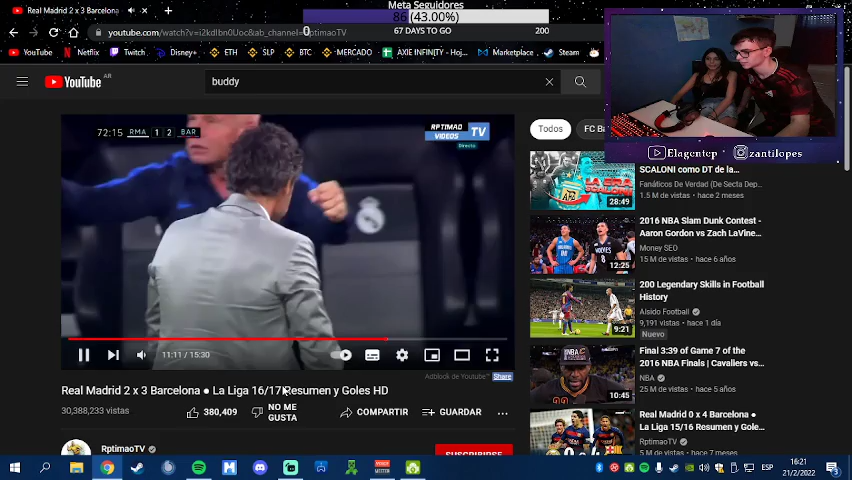 Meta Seguidores
86 (43.00%)
0
67 DAYS TO GO
200
Real Madrid 2 x 3 Barcelona
youtube.com/watch?v=i2kdIbn0Uoc&ab_channel=RptimaoTV
YouTube
Netflix
Twitch
Disney+
ETH
SLP
BTC
MERCADO
AXIE INFINITY - Hoj...
Marketplace
Steam
YouTube
AR
buddy
72:15 RMA 1 2 BAR
RPTIMAO
VIDEOS
TV
Directo
Todos
FC Ba
Elagentcp
zantilopes
SCALONI como DT de la...
Fanáticos De Verdad (De Secta Dep...
1.5 M de vistas • hace 2 meses
LA ERA
SCALONI
AFA
28:49
2016 NBA Slam Dunk Contest -
Aaron Gordon vs Zach LaVine...
Money SEO
15 M de vistas • hace 6 años
12:25
200 Legendary Skills in Football
History
Alsido Football
9,191 vistas • hace 1 día
Nuevo
9:21
Final 3:39 of Game 7 of the
2016 NBA Finals | Cavaliers vs...
NBA
25 M de vistas • hace 5 años
10:45
Real Madrid 0 x 4 Barcelona ●
La Liga 15/16 Resumen y Gole...
RptimaoTV
5 M de vistas • hace 7 meses
11:11 / 15:30
Adblock de Youtube™
Share
Real Madrid 2 x 3 Barcelona ● La Liga 16/17 Resumen y Goles HD
30,388,233 vistas
380,409
NO ME
GUSTA
COMPARTIR
GUARDAR
RptimaoTV
SUSCRIBIRSE
ESP
16:21
21/2/2022
3